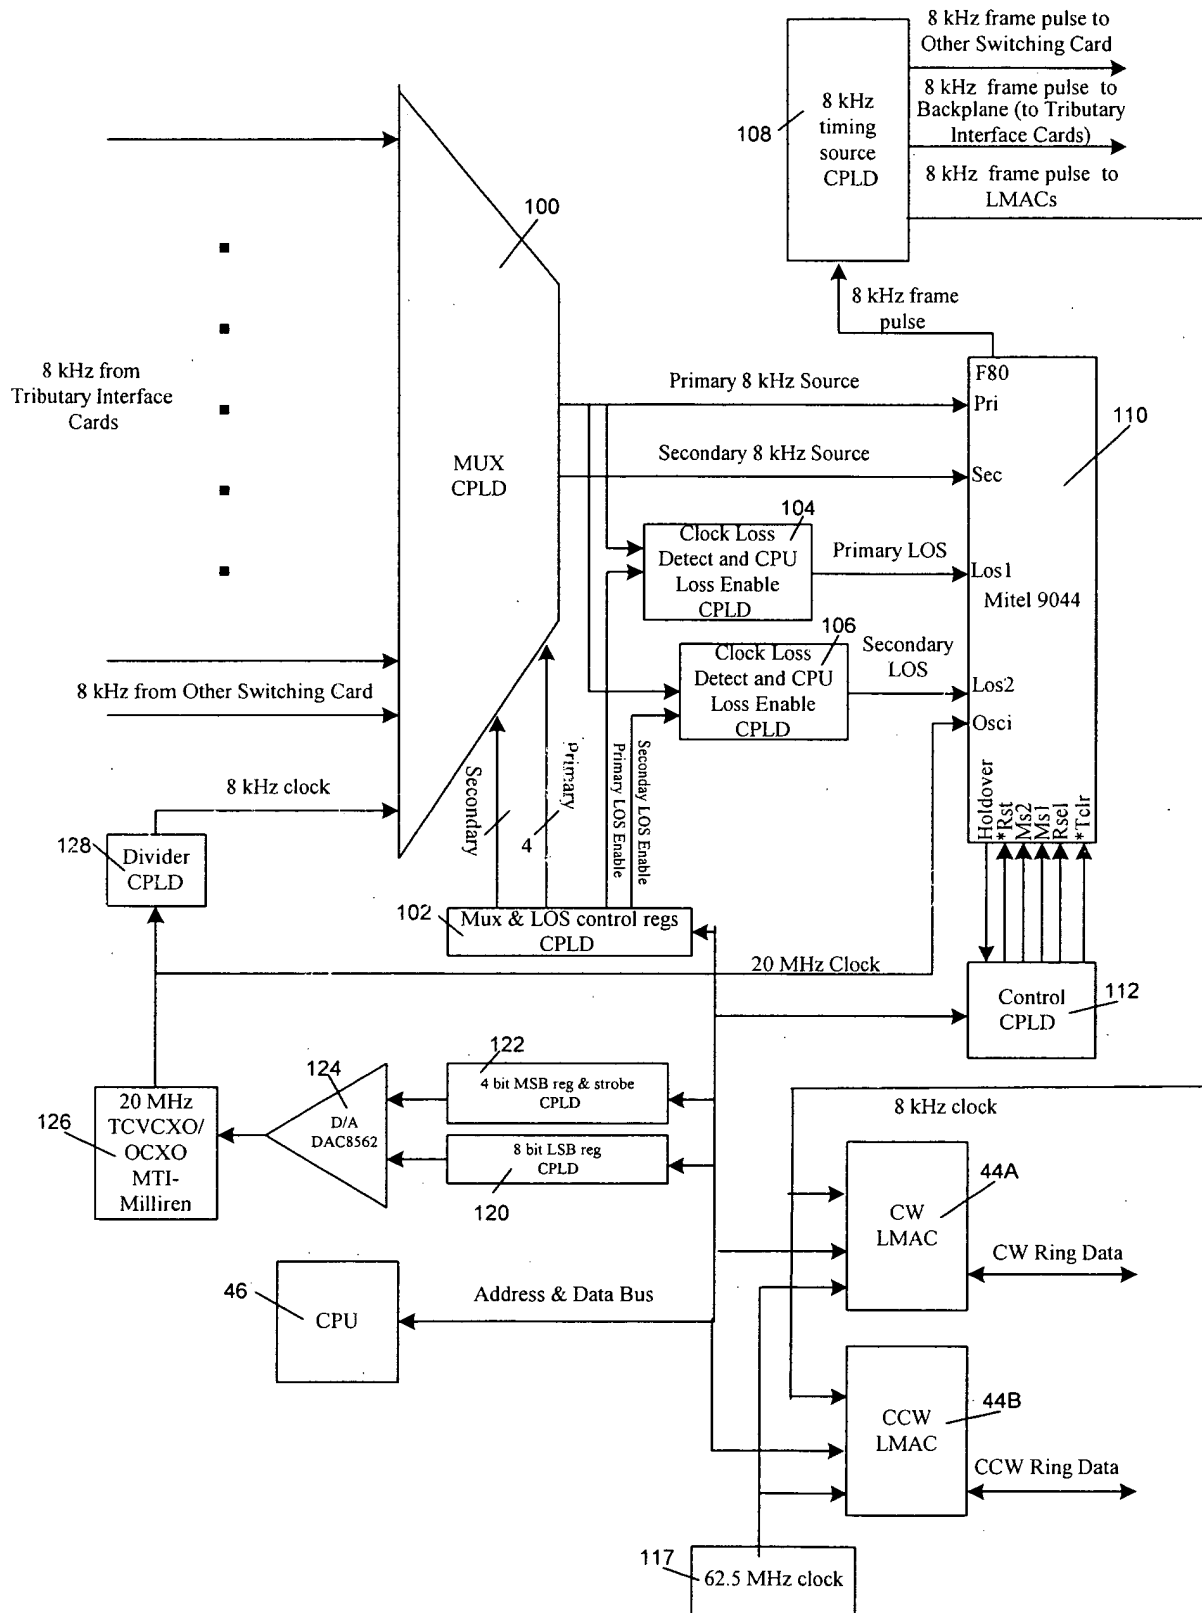 8 kHz frame pulse to
Other Switching Card
8 kHz frame pulse to
Backplane (to Tributary
Interface Cards)
8 kHz frame pulse to
LMACs
108
8 kHz
timing
source
CPLD
100
8 kHz frame
pulse
8 kHz from
Tributary Interface
Cards
MUX
CPLD
Primary 8 kHz Source
Secondary 8 kHz Source
F80
Pri
Sec
Los1
Mitel 9044
Los2
Osci
110
104
Clock Loss
Detect and CPU
Loss Enable
CPLD
Primary LOS
106
Clock Loss
Detect and CPU
Loss Enable
CPLD
Secondary
LOS
8 kHz from Other Switching Card
8 kHz clock
Secondary
4
Primary
Primary LOS Enable
Seconday LOS Enable
Holdover
*Rst
Ms2
Ms1
Rsel
*Tclr
128
Divider
CPLD
102
Mux & LOS control regs
CPLD
20 MHz Clock
Control
CPLD
112
122
4 bit MSB reg & strobe
CPLD
124
D/A
DAC8562
8 bit LSB reg
CPLD
120
126
20 MHz
TCVCXO/
OCXO
MTI-
Milliren
8 kHz clock
44A
CW
LMAC
CW Ring Data
46
CPU
Address & Data Bus
44B
CCW
LMAC
CCW Ring Data
117
62.5 MHz clock